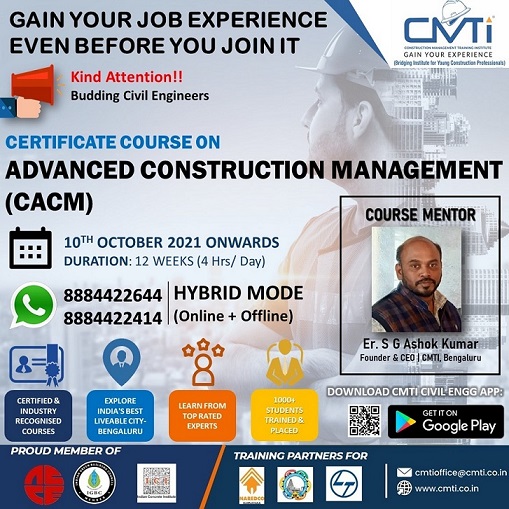 GAIN YOUR JOB EXPERIENCE
EVEN BEFORE YOU JOIN IT
CMTi
CONSTRUCTION MANAGEMENT TRAINING INSTITUTE
GAIN YOUR EXPERIENCE
(Bridging Institute for Young Construction Professionals)
Kind Attention!!
Budding Civil Engineers
CERTIFICATE COURSE ON
ADVANCED CONSTRUCTION MANAGEMENT
(CACM)
10TH OCTOBER 2021 ONWARDS
DURATION: 12 WEEKS (4 Hrs/ Day)
8884422644
8884422414
HYBRID MODE
(Online + Offline)
COURSE MENTOR
Er. S G Ashok Kumar
Founder & CEO | CMTI, Bengaluru
CERTIFIED &
INDUSTRY
RECOGNISED
COURSES
EXPLORE
INDIA'S BEST
LIVEABLE CITY-
BENGALURU
LEARN FROM
TOP RATED
EXPERTS
1000+
STUDENTS
TRAINED &
PLACED
DOWNLOAD CMTI CIVIL ENGG APP:
GET IT ON
Google Play
PROUD MEMBER OF
IGBC
Indian Concrete Institute
TRAINING PARTNERS FOR
NAREDCO
cmtioffice@cmti.co.in
www.cmti.co.in